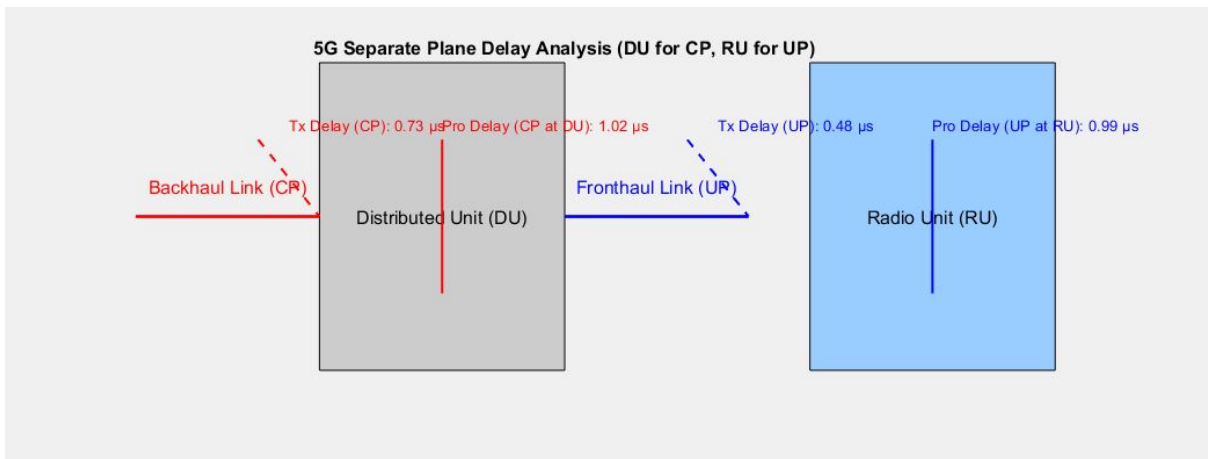 5G Separate Plane Delay Analysis (DU for CP, RU for UP)
Tx Delay (CP): 0.73 µs
Pro Delay (CP at DU): 1.02 µs
Tx Delay (UP): 0.48 µs
Pro Delay (UP at RU): 0.99 µs
Backhaul Link (CP)
Fronthaul Link (UP)
Distributed Unit (DU)
Radio Unit (RU)